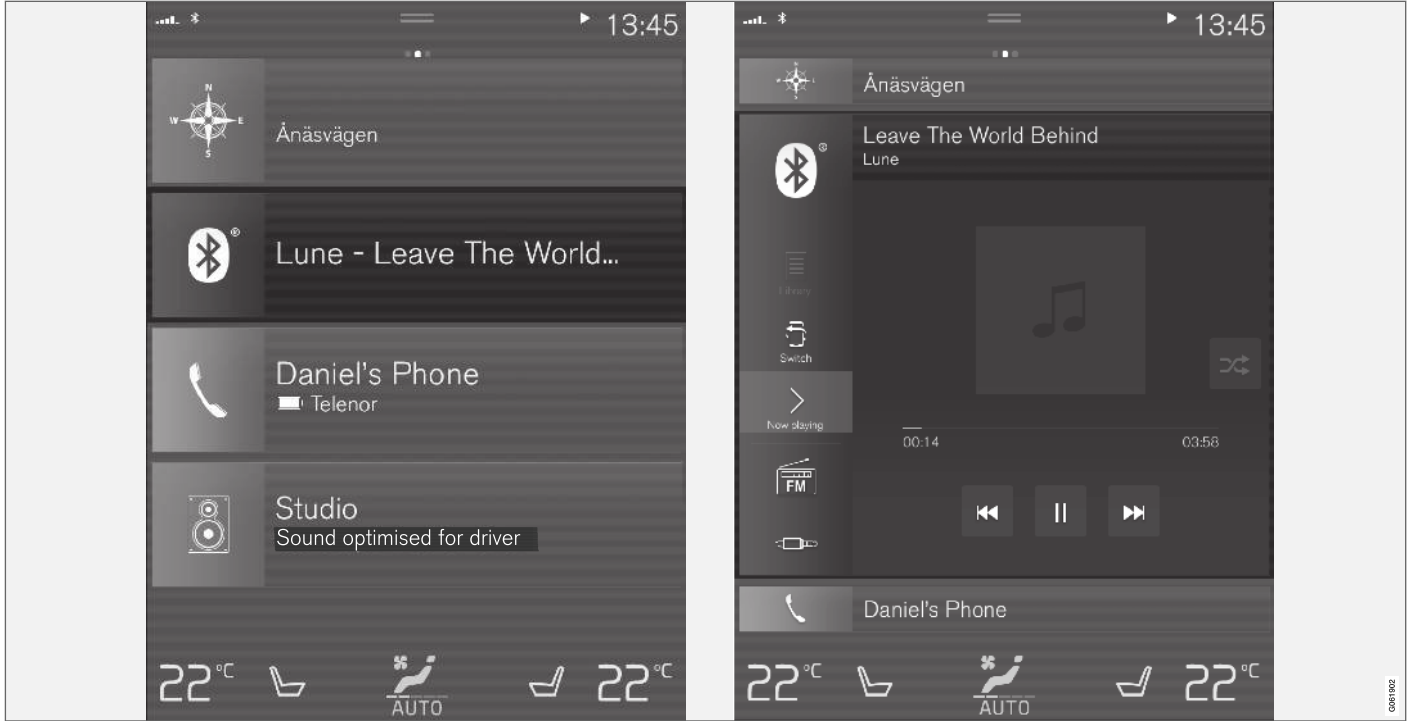 13:45
N
W E
S
Ånäsvägen
®
Lune - Leave The World...
Daniel's Phone
Telenor
Studio
Sound optimised for driver
22°C
AUTO
22°C
13:45
Ånäsvägen
®
Leave The World Behind
Lune
Library
Switch
Now playing
00:14
03:58
FM
Daniel's Phone
22°C
AUTO
22°C
G061902